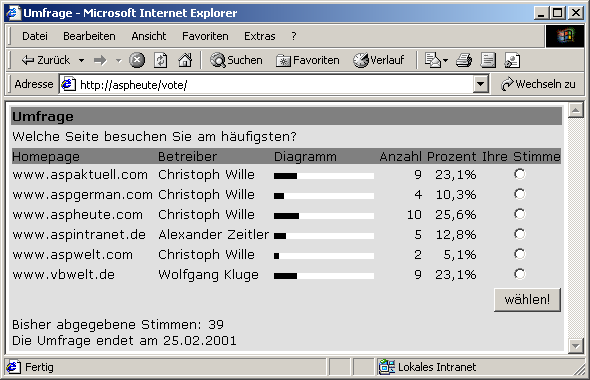 Umfrage - Microsoft Internet Explorer
Datei Bearbeiten Ansicht Favoriten Extras ?
Zurück Suchen Favoriten Verlauf
Adresse http://aspheute/vote/ Wechseln zu
Umfrage
Welche Seite besuchen Sie am häufigsten?
Homepage Betreiber Diagramm Anzahl Prozent Ihre Stimme
www.aspaktuell.com Christoph Wille 9 23,1%
www.aspgerman.com Christoph Wille 4 10,3%
www.aspheute.com Christoph Wille 10 25,6%
www.aspintranet.de Alexander Zeitler 5 12,8%
www.aspwelt.com Christoph Wille 2 5,1%
www.vbwelt.de Wolfgang Kluge 9 23,1%
wählen!
Bisher abgegebene Stimmen: 39
Die Umfrage endet am 25.02.2001
Fertig Lokales Intranet